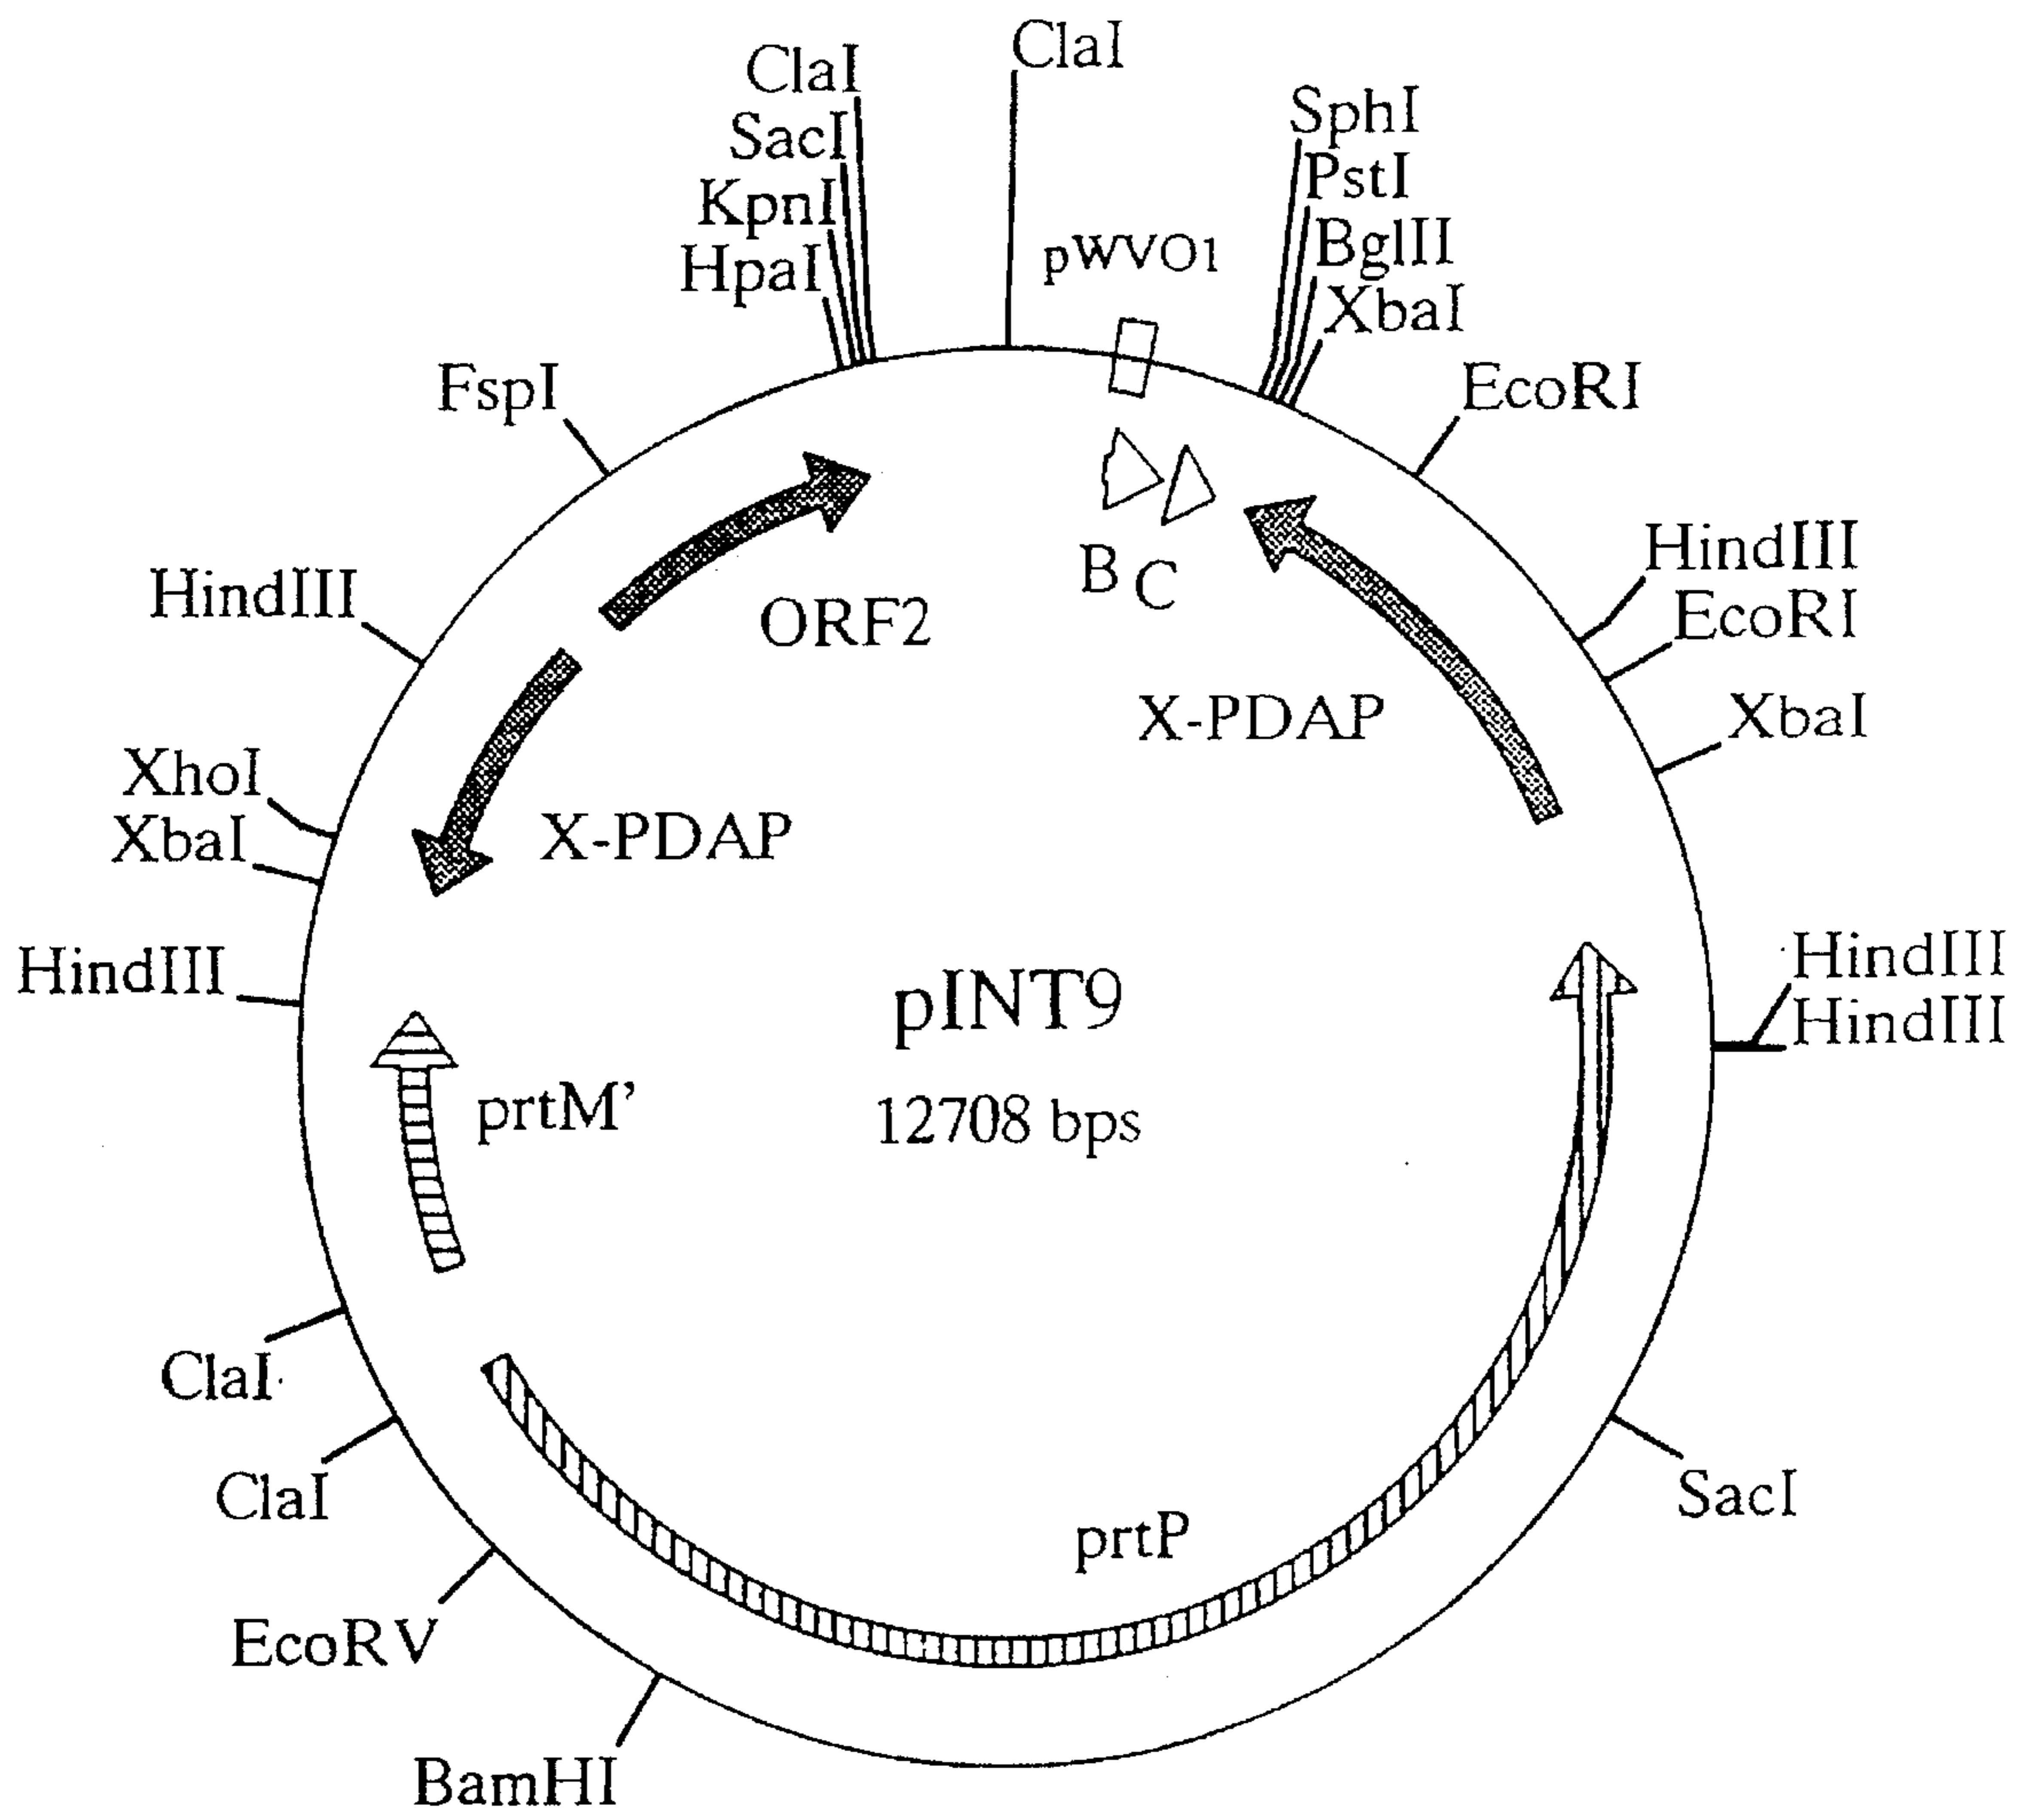 ClaI
ClaI
SacI
KpnI
HpaI
SphI
PstI
BglII
XbaI
pWVO1
FspI
EcoRI
HindIII
HindIII
EcoRI
B C
ORF2
X-PDAP
XbaI
XhoI
XbaI
X-PDAP
HindIII
HindIII
HindIII
pINT9
12708 bps
prtM’
ClaI
ClaI
SacI
prtP
EcoRV
BamHI